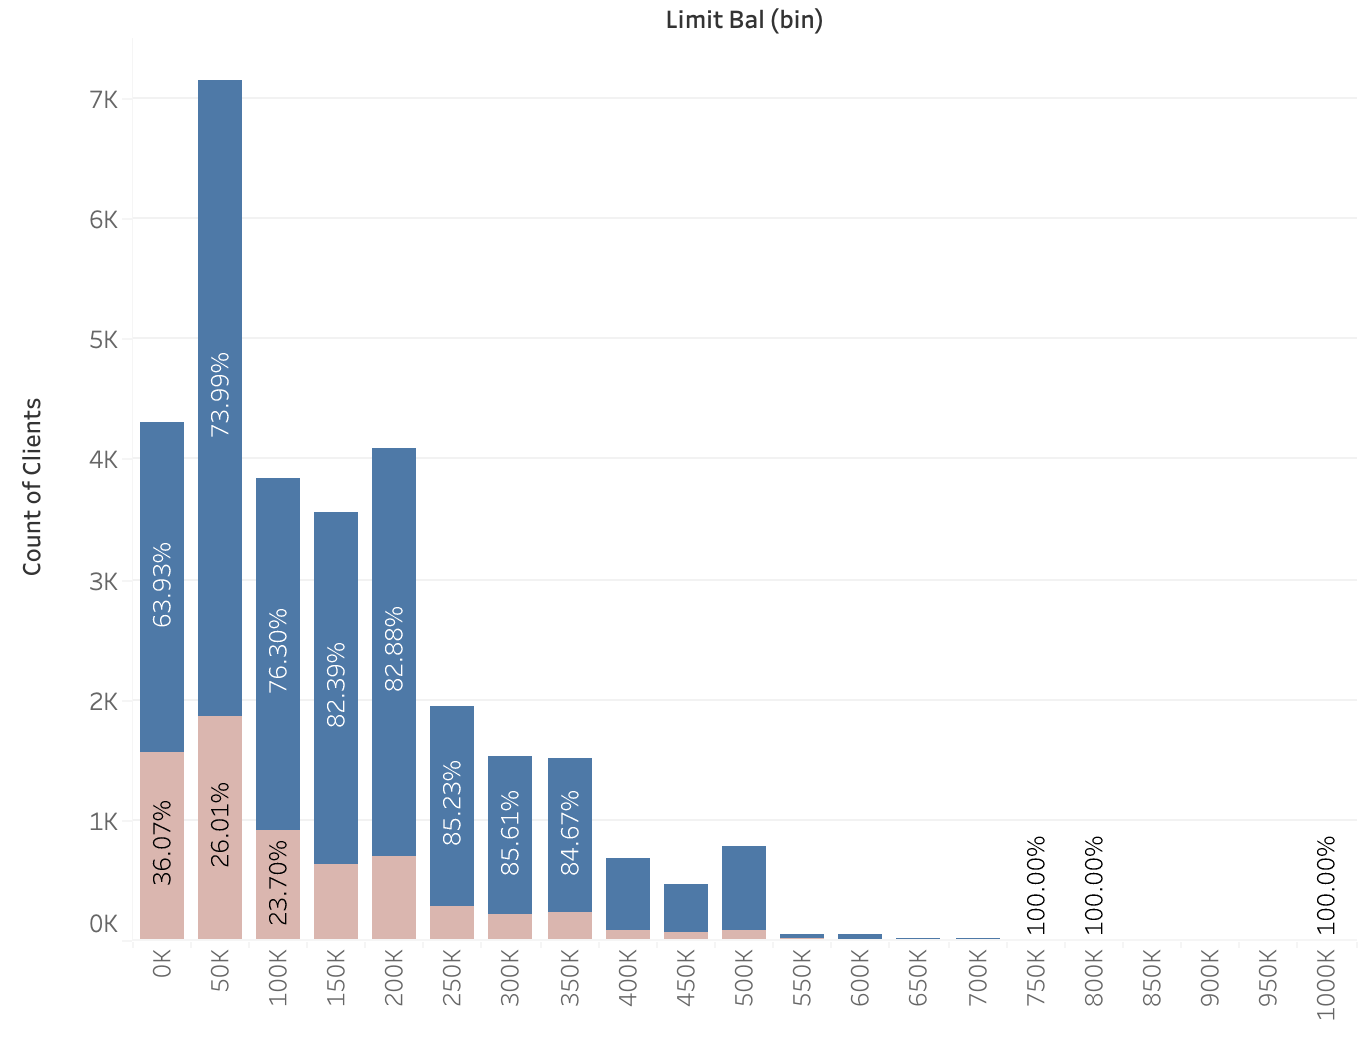 Limit Bal (bin)
Count of Clients
7K
6K
5K
4K
3K
2K
1K
0K
63.93%
36.07%
73.99%
26.01%
76.30%
23.70%
82.39%
82.88%
85.23%
85.61%
84.67%
100.00%
100.00%
100.00%
0K
50K
100K
150K
200K
250K
300K
350K
400K
450K
500K
550K
600K
650K
700K
750K
800K
850K
900K
950K
1000K